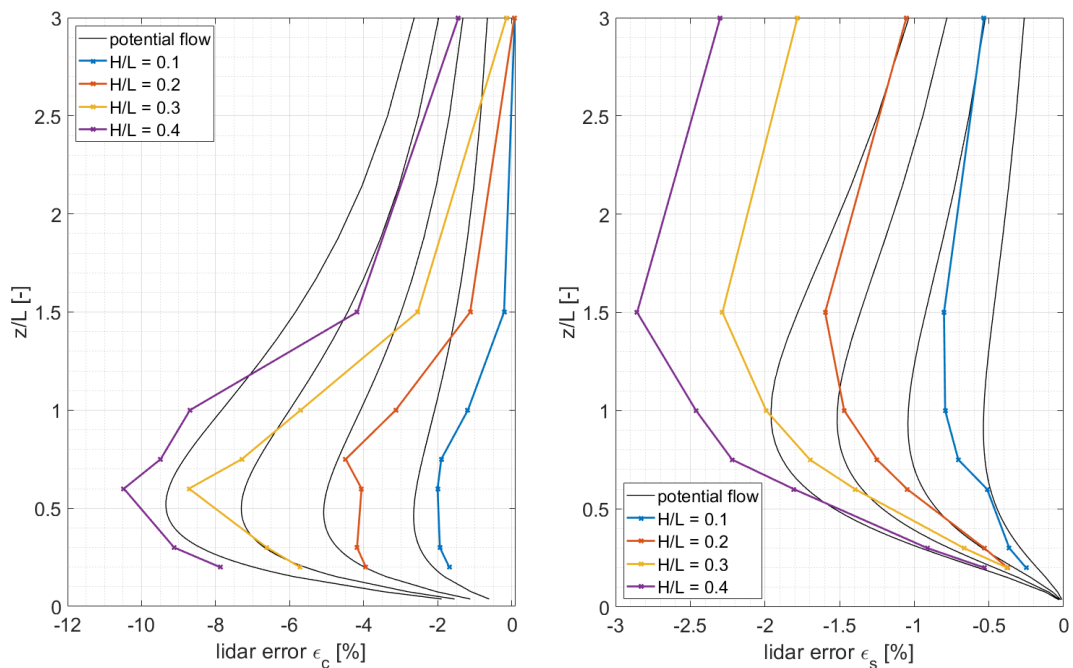 3
2.5
2
1.5
1
0.5
0
z/L [-]
potential flow
H/L = 0.1
H/L = 0.2
H/L = 0.3
H/L = 0.4
-12
-10
-8
-6
-4
-2
0
lidar error ϵc [%]
3
2.5
2
1.5
1
0.5
0
z/L [-]
potential flow
H/L = 0.1
H/L = 0.2
H/L = 0.3
H/L = 0.4
-3
-2.5
-2
-1.5
-1
-0.5
0
lidar error ϵs [%]